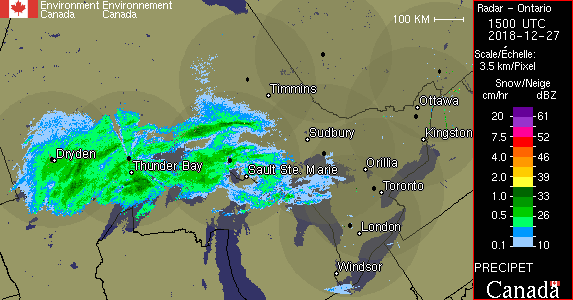 Environment Environnement
Canada Canada
100 KM
Timmins
Ottawa
Sudbury
Kingston
Dryden
Thunder Bay
Sault Ste. Marie
Orillia
Toronto
London
Windsor
Radar - Ontario
1500 UTC
2018-12-27
Scale/Échelle:
3.5 km/Pixel
Snow/Neige
cm/hr dBZ
20 61
7.5 52
4.0 46
2.0 39
1.0 33
0.5 26
0.1 10
PRECIPET
Canada